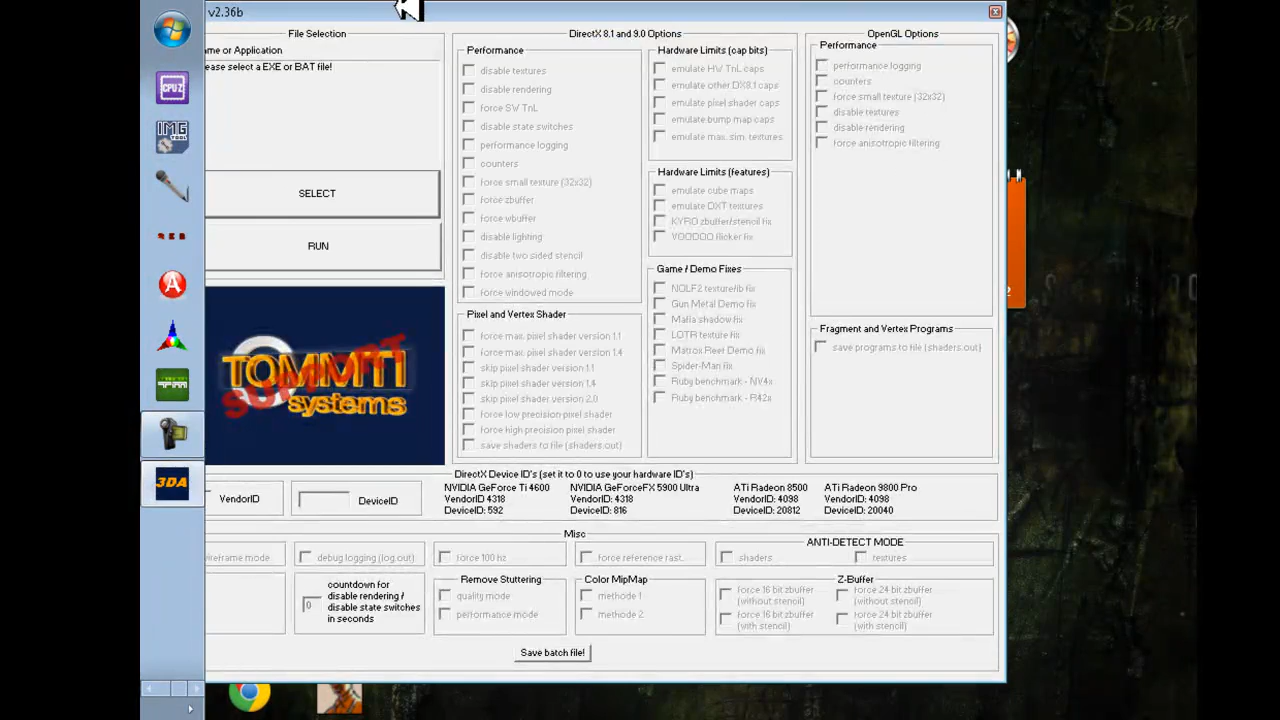 v2.36b
Saier
File Selection
ame or Application
ease select a EXE or BAT file!
SELECT
RUN
CPU Z
IMG
TOOL
TOMMTI
SUPPORT
systems
3DA
DirectX 8.1 and 9.0 Options
Performance
disable textures
disable rendering
force SW TnL
disable state switches
performance logging
counters
force small texture (32x32)
force zbuffer
force wbuffer
disable lighting
disable two sided stencil
force anisotropic filtering
force windowed mode
Pixel and Vertex Shader
force max. pixel shader version 1.1
force max. pixel shader version 1.4
skip pixel shader version 1.1
skip pixel shader version 1.4
skip pixel shader version 2.0
force low precision pixel shader
force high precision pixel shader
save shaders to file (shaders.out)
Hardware Limits (cap bits)
emulate HW TnL caps
emulate other DX8.1 caps
emulate pixel shader caps
emulate bump map caps
emulate max. sim. textures
Hardware Limits (features)
emulate cube maps
emulate DXT textures
KYRO zbuffer/stencil fix
VOODOO flicker fix
Game / Demo Fixes
NOLF2 texture/ib fix
Gun Metal Demo fix
Mafia shadow fix
LOTR texture fix
Matrox Reef Demo fix
Spider-Man fix
Ruby benchmark - NV4x
Ruby benchmark - R42x
OpenGL Options
Performance
performance logging
counters
force small texture (32x32)
disable textures
disable rendering
force anisotropic filtering
Fragment and Vertex Programs
save programs to file (shaders.out)
2
DirectX Device ID's (set it to 0 to use your hardware ID's)
VendorID
DeviceID
NVIDIA GeForce Ti 4600
VendorID 4318
DeviceID: 592
NVIDIA GeForceFX 5900 Ultra
VendorID: 4318
DeviceID: 816
ATi Radeon 8500
VendorID: 4098
DeviceID: 20812
ATi Radeon 9800 Pro
VendorID: 4098
DeviceID: 20040
Misc
wireframe mode
debug logging (log.out)
force 100 hz
force reference rast.
ANTI-DETECT MODE
shaders
textures
0
countdown for
disable rendering /
disable state switches
in seconds
Remove Stuttering
quality mode
performance mode
Color MipMap
methode 1
methode 2
Z-Buffer
force 16 bit zbuffer
(without stencil)
force 16 bit zbuffer
(with stencil)
force 24 bit zbuffer
(without stencil)
force 24 bit zbuffer
(with stencil)
Save batch file!